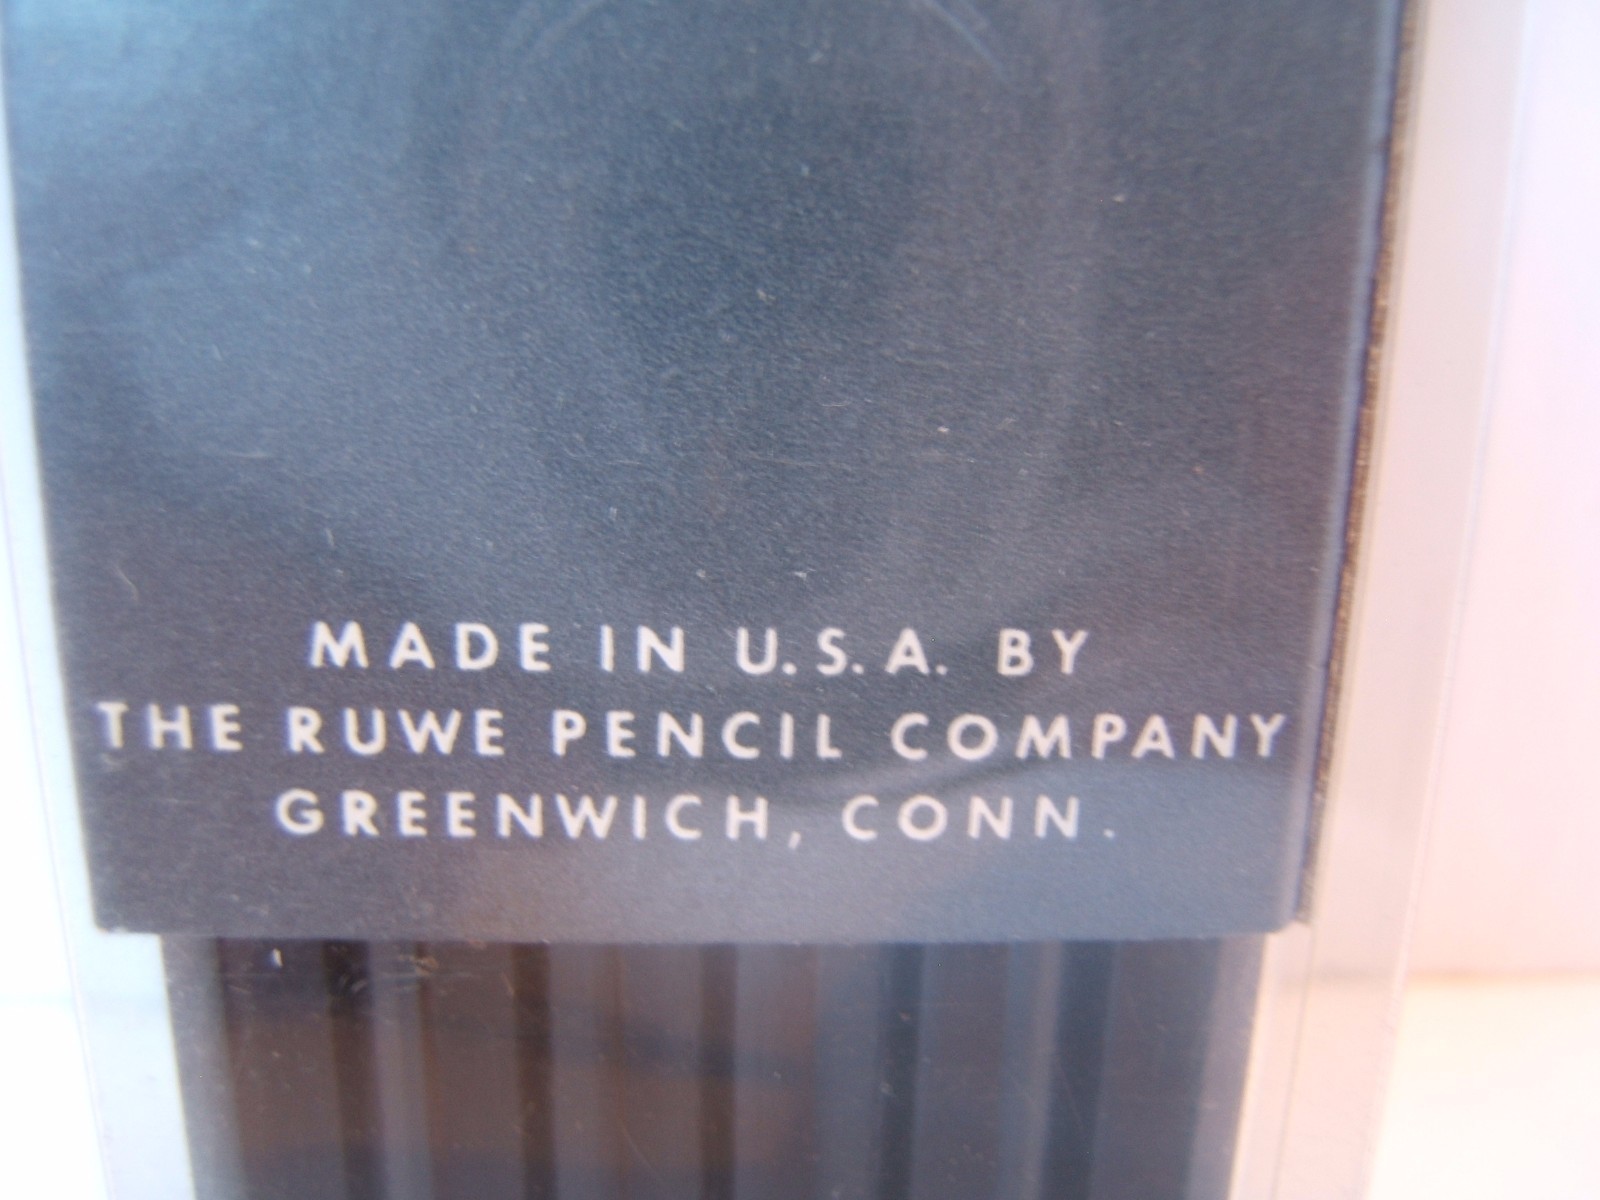 MADE IN U.S.A. BY
THE RUWE PENCIL COMPANY
GREENWICH, CONN.